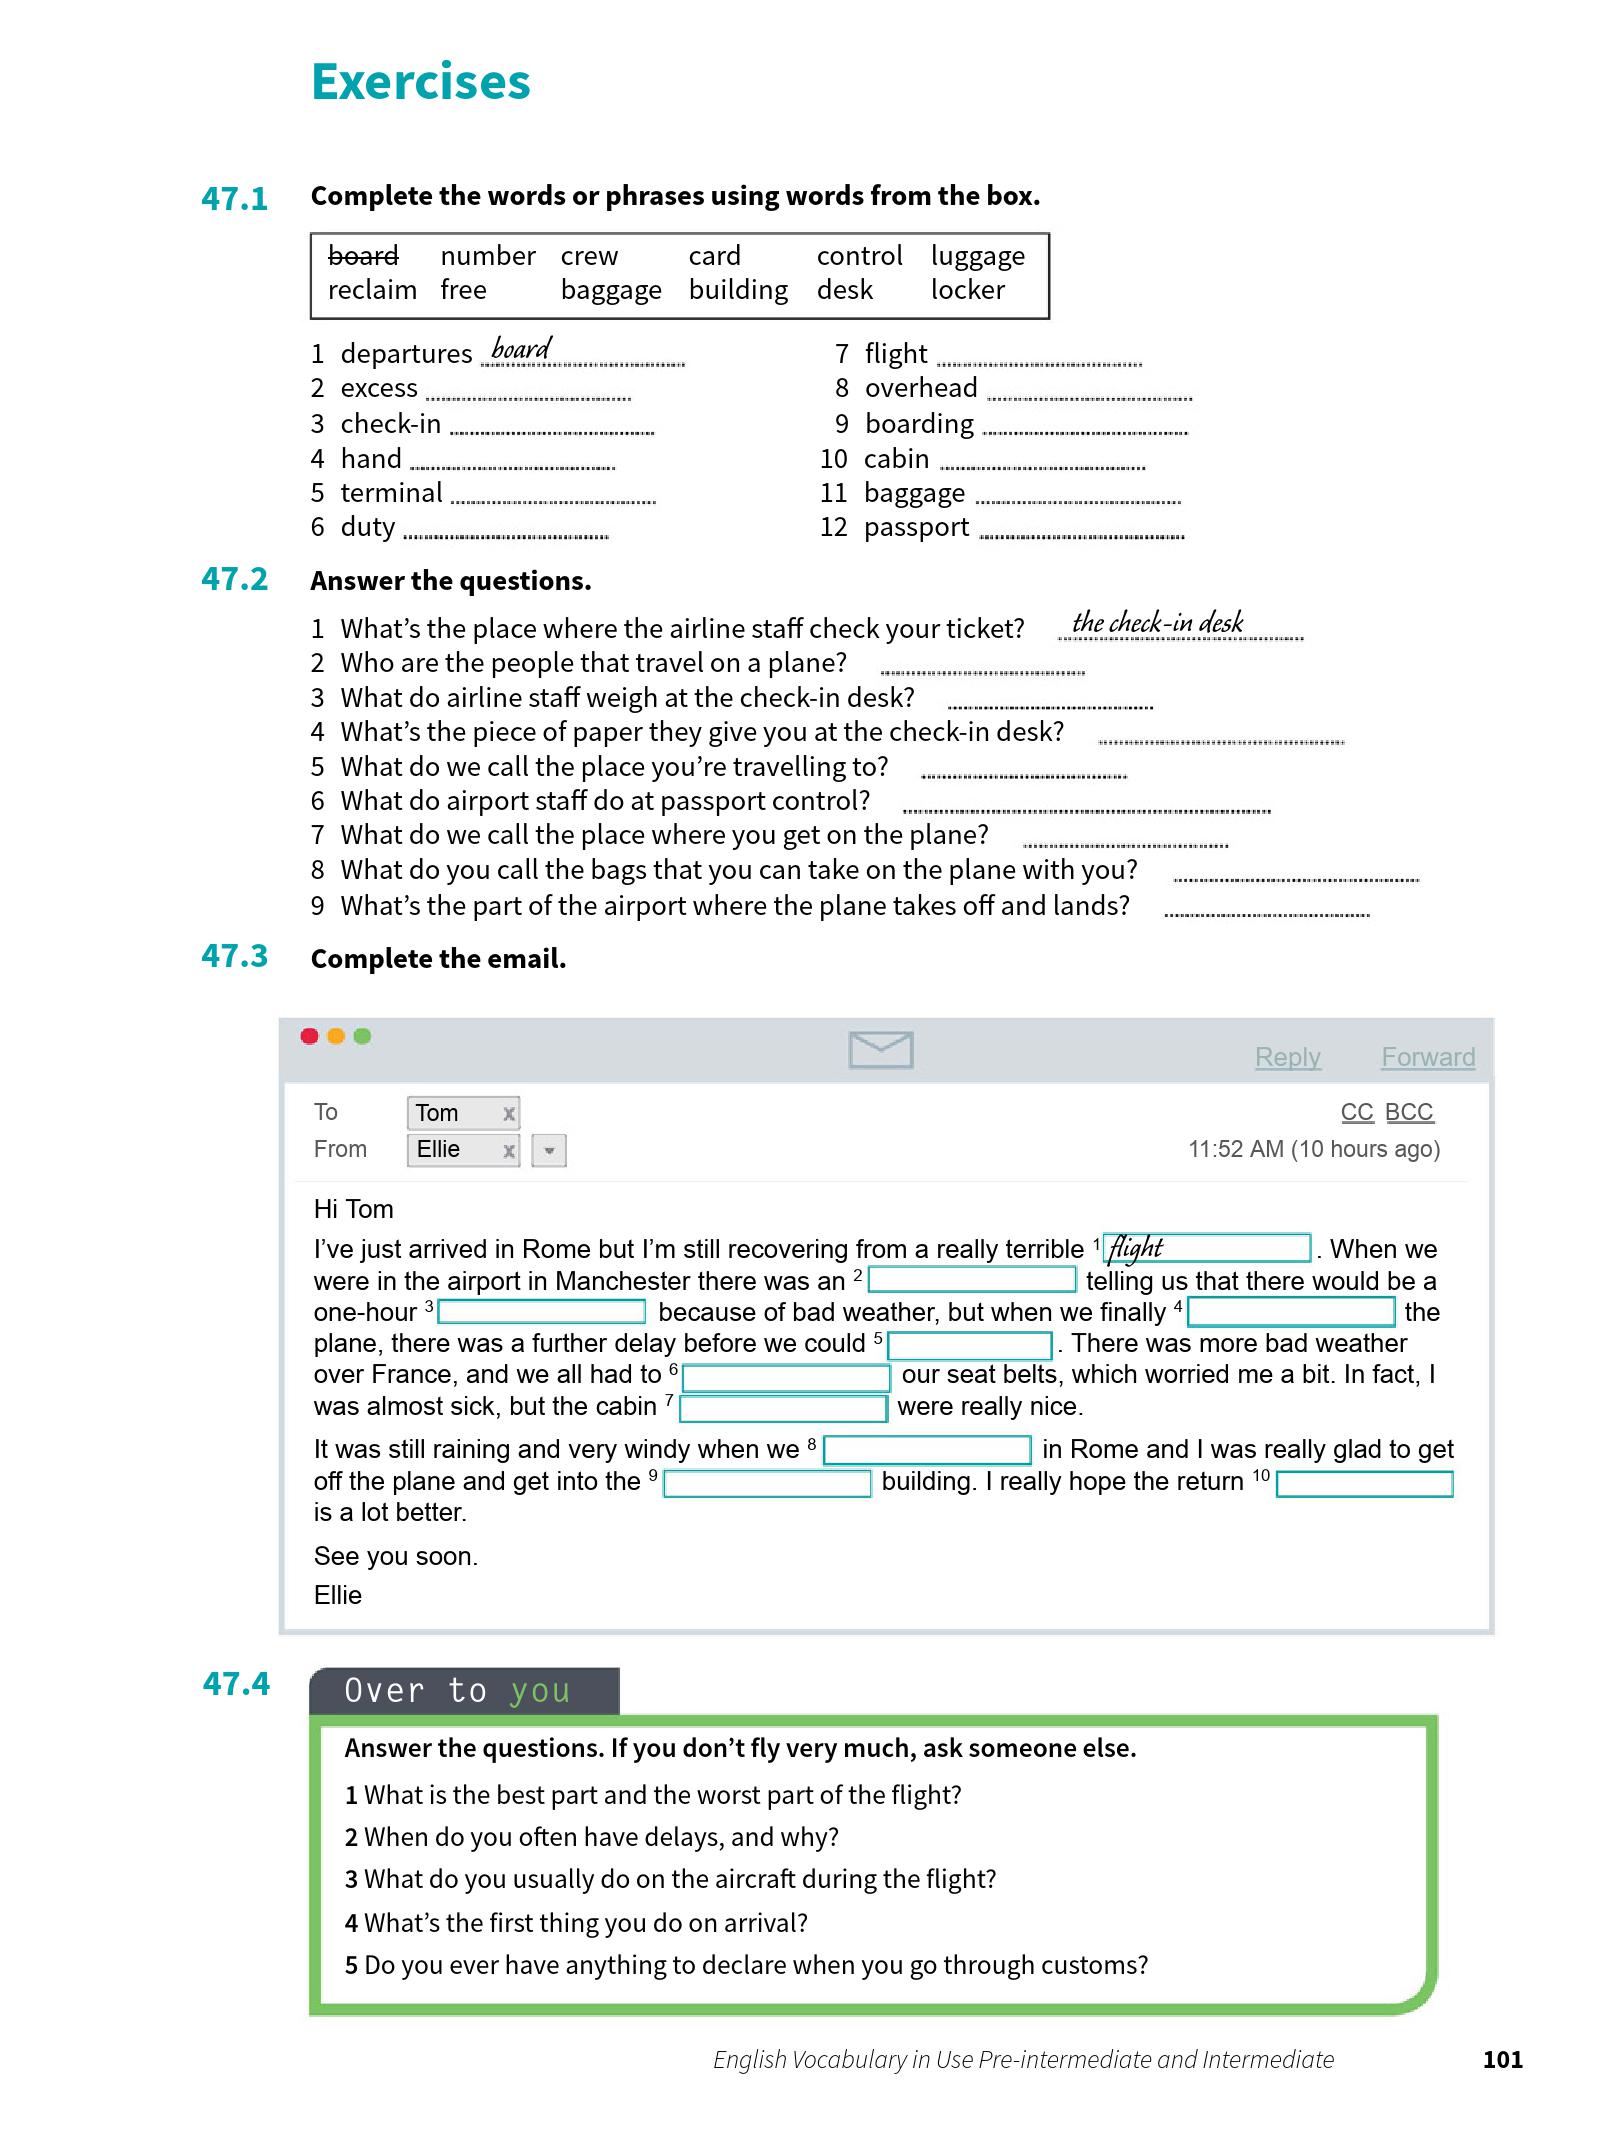 Exercises
47.1 Complete the words or phrases using words from the box.
board number crew card control luggage
reclaim free baggage building desk locker
1 departures board
2 excess
3 check-in
4 hand
5 terminal
6 duty
7 flight
8 overhead
9 boarding
10 cabin
11 baggage
12 passport
47.2 Answer the questions.
1 What’s the place where the airline staff check your ticket? the check-in desk
2 Who are the people that travel on a plane?
3 What do airline staff weigh at the check-in desk?
4 What’s the piece of paper they give you at the check-in desk?
5 What do we call the place you’re travelling to?
6 What do airport staff do at passport control?
7 What do we call the place where you get on the plane?
8 What do you call the bags that you can take on the plane with you?
9 What’s the part of the airport where the plane takes off and lands?
47.3 Complete the email.
Reply Forward
To Tom x CC BCC
From Ellie x 11:52 AM (10 hours ago)
Hi Tom
I’ve just arrived in Rome but I’m still recovering from a really terrible 1 flight . When we
were in the airport in Manchester there was an 2 telling us that there would be a
one-hour 3 because of bad weather, but when we finally 4 the
plane, there was a further delay before we could 5 . There was more bad weather
over France, and we all had to 6 our seat belts, which worried me a bit. In fact, I
was almost sick, but the cabin 7 were really nice.
It was still raining and very windy when we 8 in Rome and I was really glad to get
off the plane and get into the 9 building. I really hope the return 10
is a lot better.
See you soon.
Ellie
47.4 Over to you
Answer the questions. If you don’t fly very much, ask someone else.
1 What is the best part and the worst part of the flight?
2 When do you often have delays, and why?
3 What do you usually do on the aircraft during the flight?
4 What’s the first thing you do on arrival?
5 Do you ever have anything to declare when you go through customs?
English Vocabulary in Use Pre-intermediate and Intermediate 101